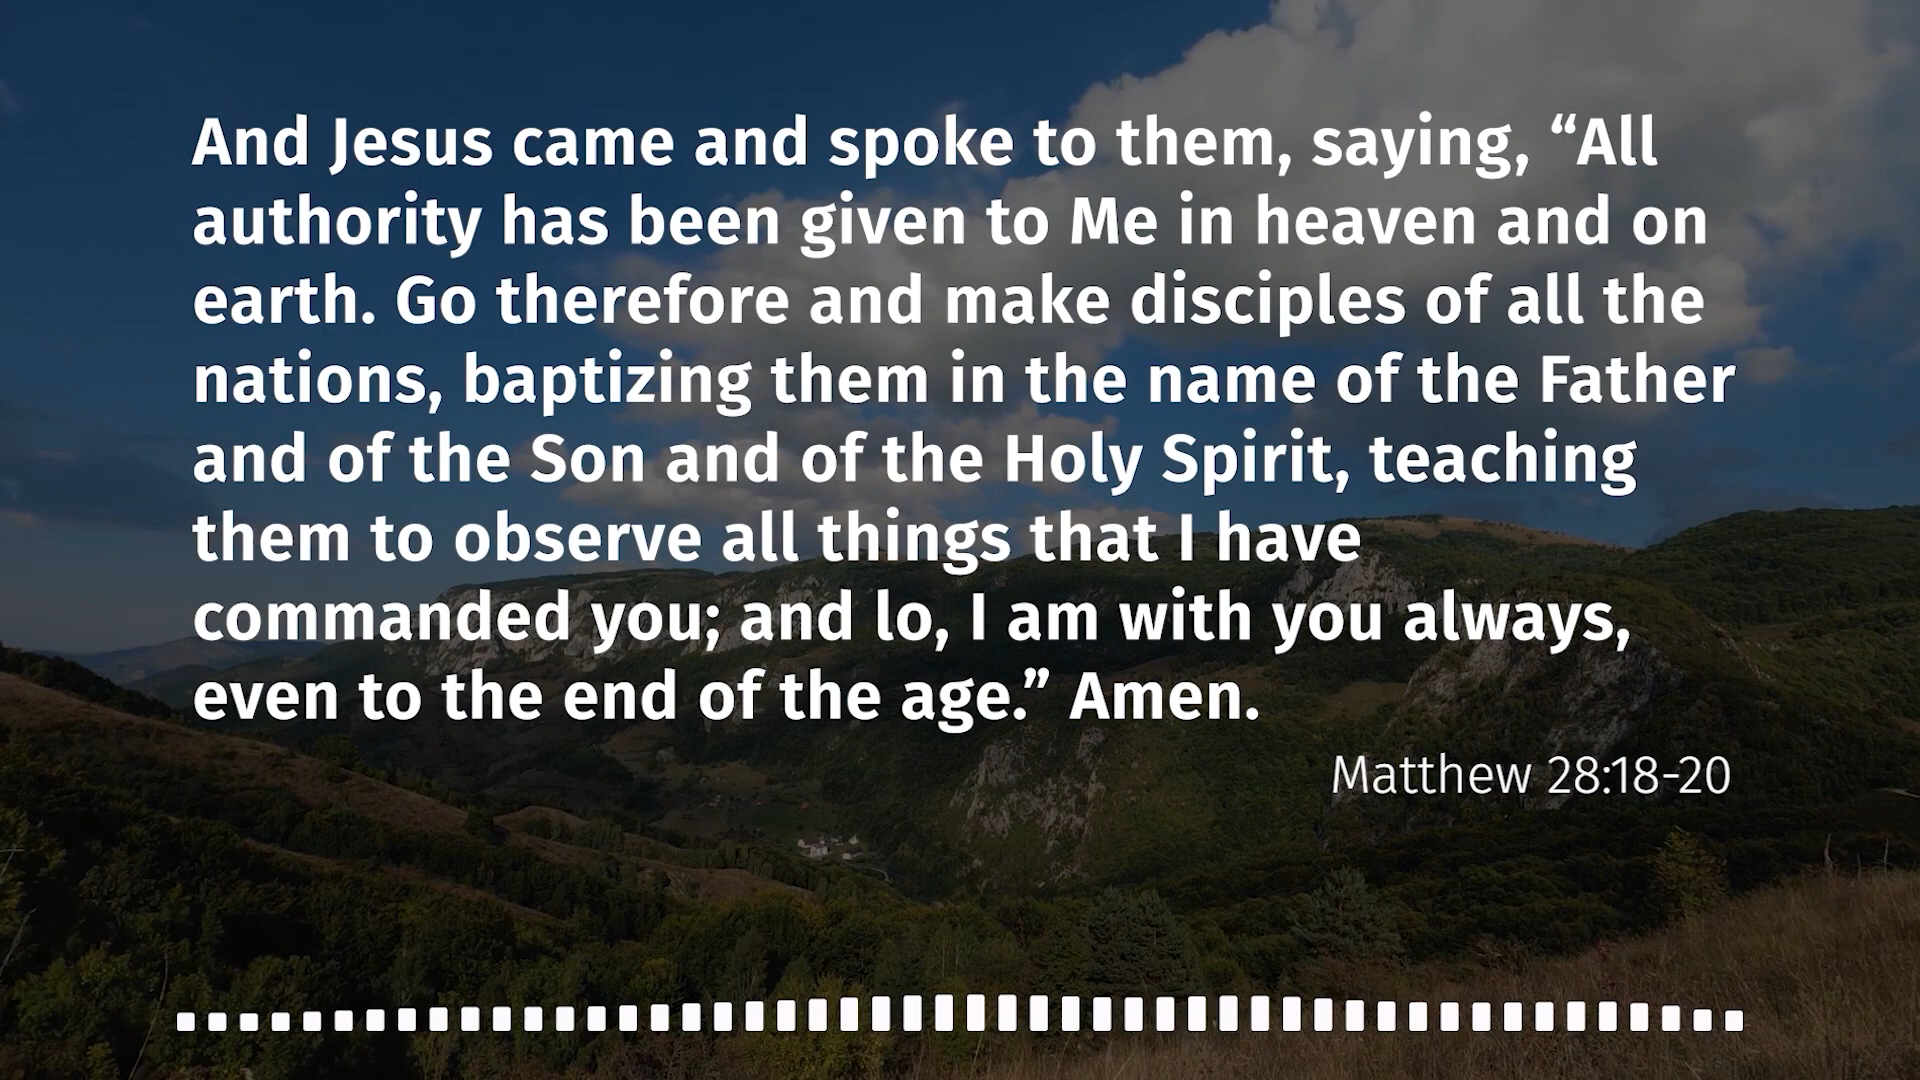 And Jesus came and spoke to them, saying, “All
authority has been given to Me in heaven and on
earth. Go therefore and make disciples of all the
nations, baptizing them in the name of the Father
and of the Son and of the Holy Spirit, teaching
them to observe all things that I have
commanded you; and lo, I am with you always,
even to the end of the age.” Amen.
Matthew 28:18-20